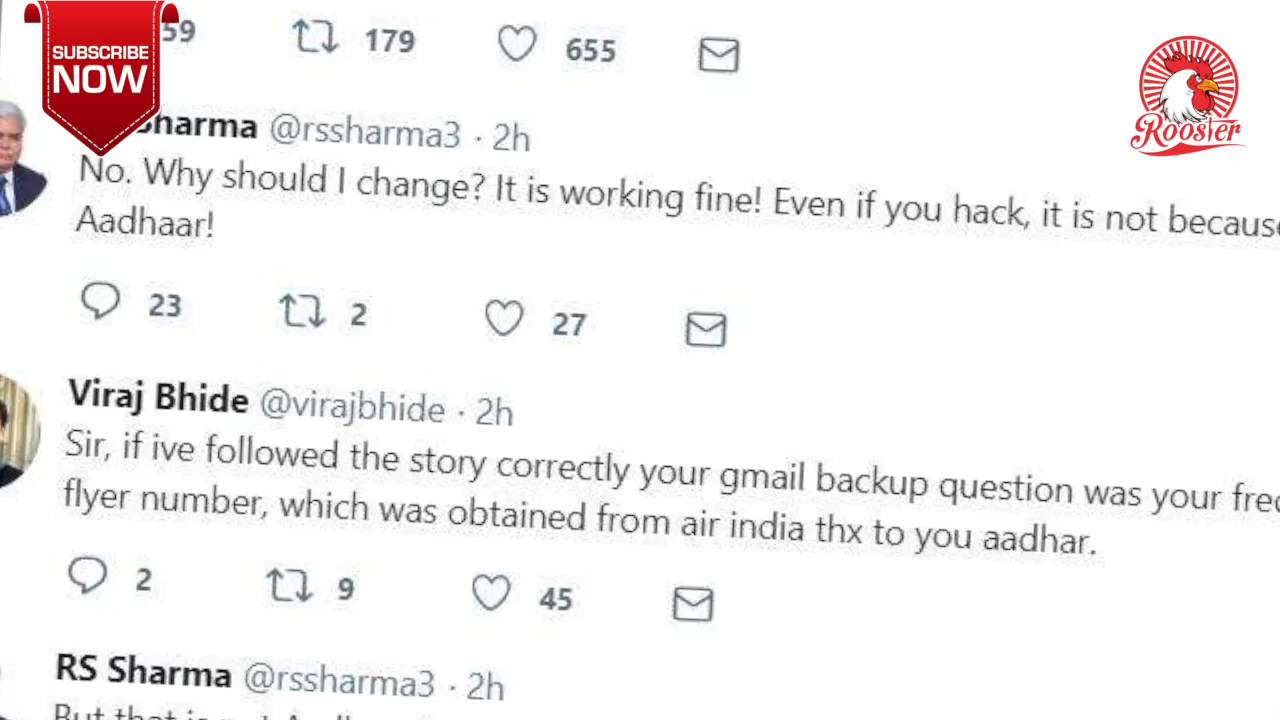 SUBSCRIBE
NOW
59 179 655
Sharma @rssharma3 · 2h
No. Why should I change? It is working fine! Even if you hack, it is not because
Aadhaar!
23 2 27
Viraj Bhide @virajbhide · 2h
Sir, if ive followed the story correctly your gmail backup question was your
flyer number, which was obtained from air india thx to you aadhar.
2 9 45
RS Sharma @rssharma3 · 2h
But that is
Rooster